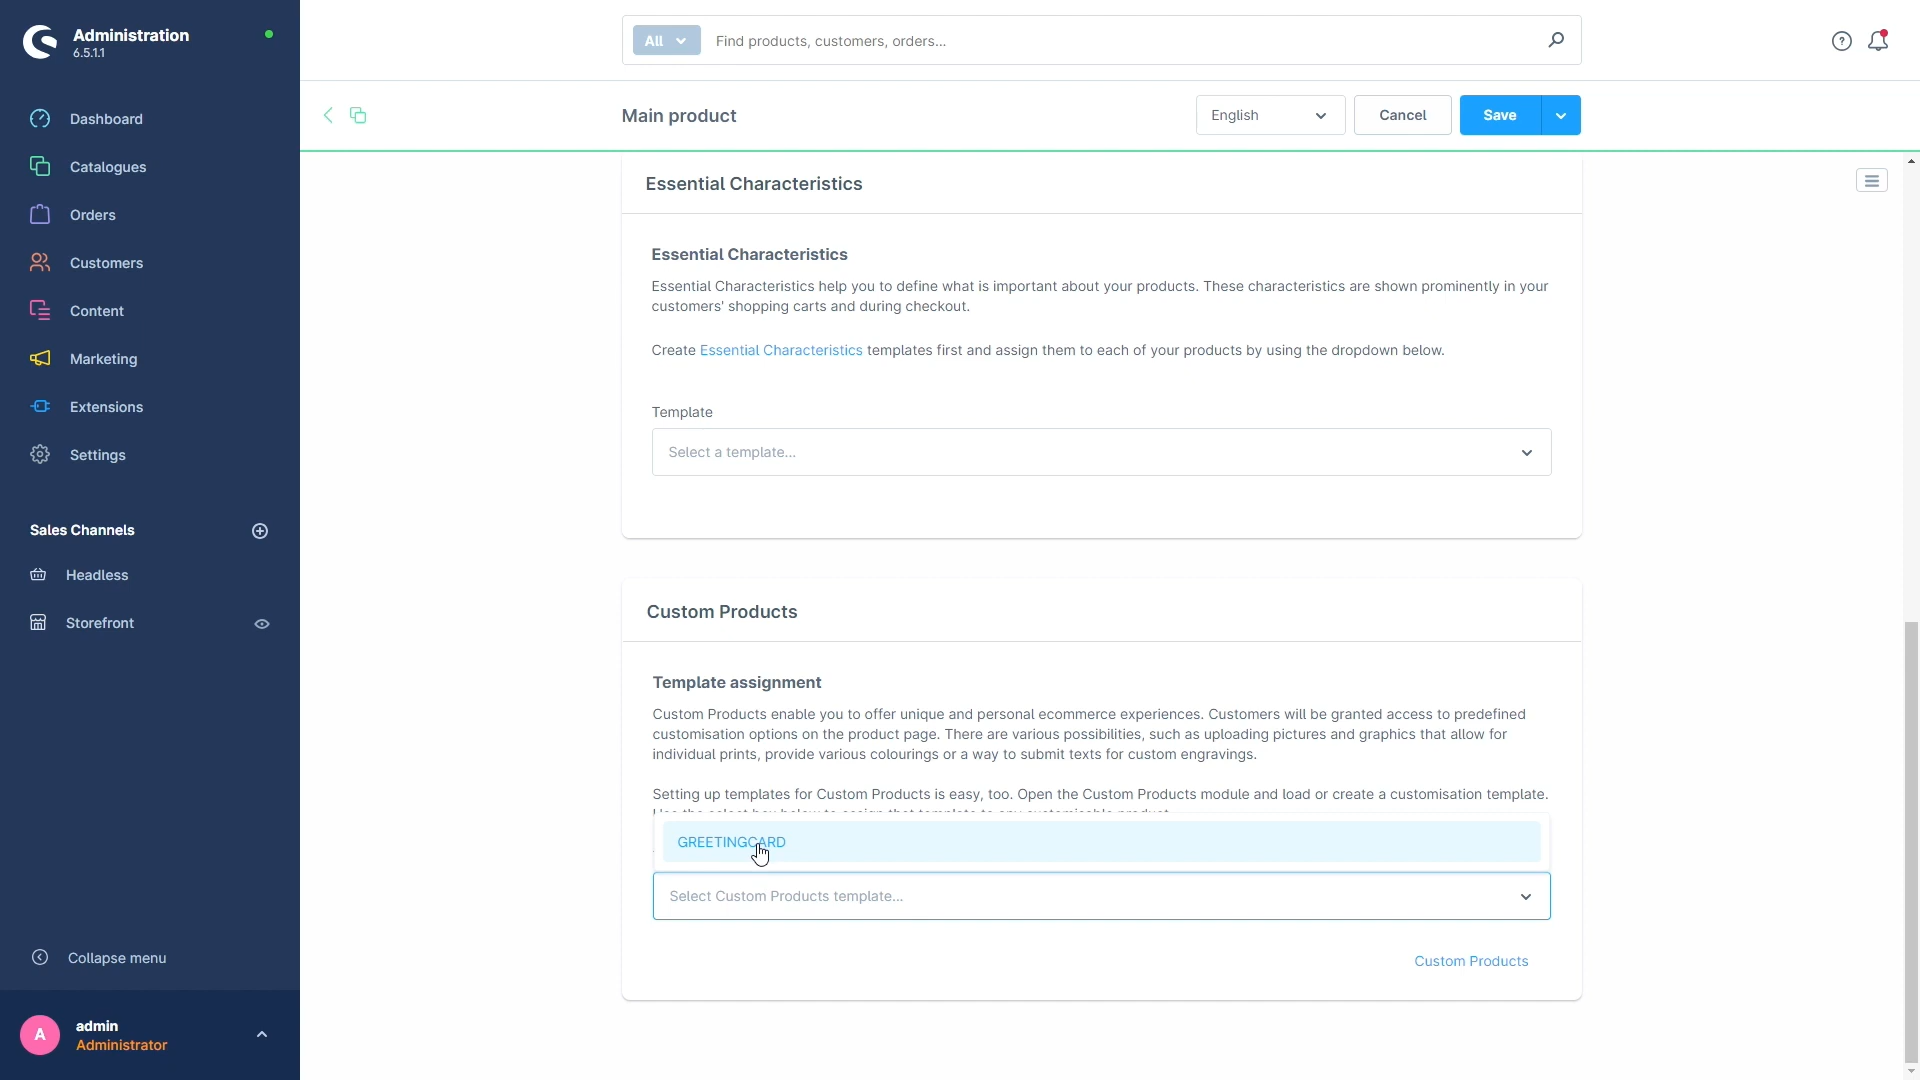 Administration
6.5.1.1
Dashboard
Catalogues
Orders
Customers
Content
Marketing
Extensions
Settings
Sales Channels
Headless
Storefront
Collapse menu
A
admin
Administrator
All
Find products, customers, orders...
Main product
English
Cancel
Save
Essential Characteristics
Essential Characteristics
Essential Characteristics help you to define what is important about your products. These characteristics are shown prominently in your
customers' shopping carts and during checkout.
Create Essential Characteristics templates first and assign them to each of your products by using the dropdown below.
Template
Select a template...
Custom Products
Template assignment
Custom Products enable you to offer unique and personal ecommerce experiences. Customers will be granted access to predefined
customisation options on the product page. There are various possibilities, such as uploading pictures and graphics that allow for
individual prints, provide various colourings or a way to submit texts for custom engravings.
Setting up templates for Custom Products is easy, too. Open the Custom Products module and load or create a customisation template.
GREETINGCARD
Select Custom Products template...
Custom Products